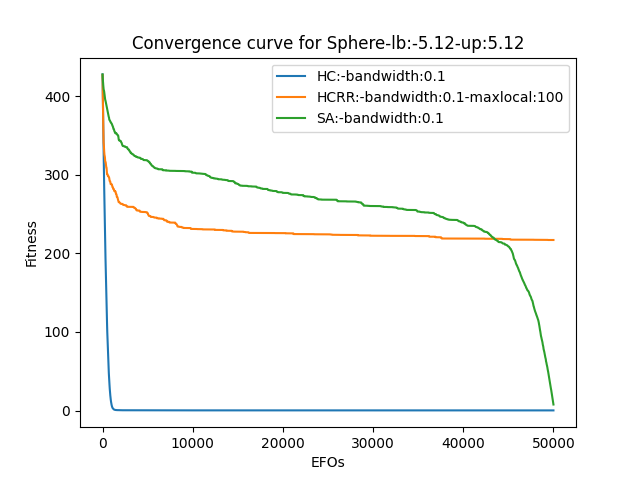 Convergence curve for Sphere-lb:-5.12-up:5.12
HC:-bandwidth:0.1
HCRR:-bandwidth:0.1-maxlocal:100
SA:-bandwidth:0.1
Fitness
400
300
200
100
0
0 10000 20000 30000 40000 50000
EFOs